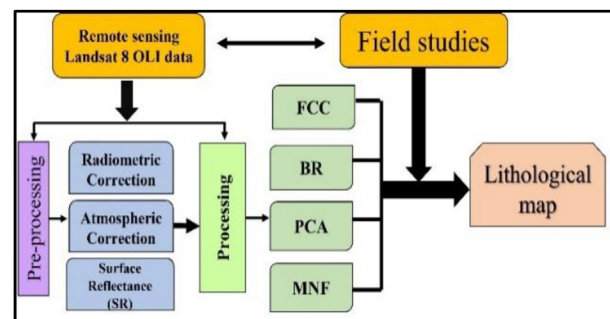 Remote sensing
Landsat 8 OLI data
Field studies
Pre-processing
Radiometric
Correction
Atmospheric
Correction
Surface
Reflectance
(SR)
Processing
FCC
BR
PCA
MNF
Lithological
map